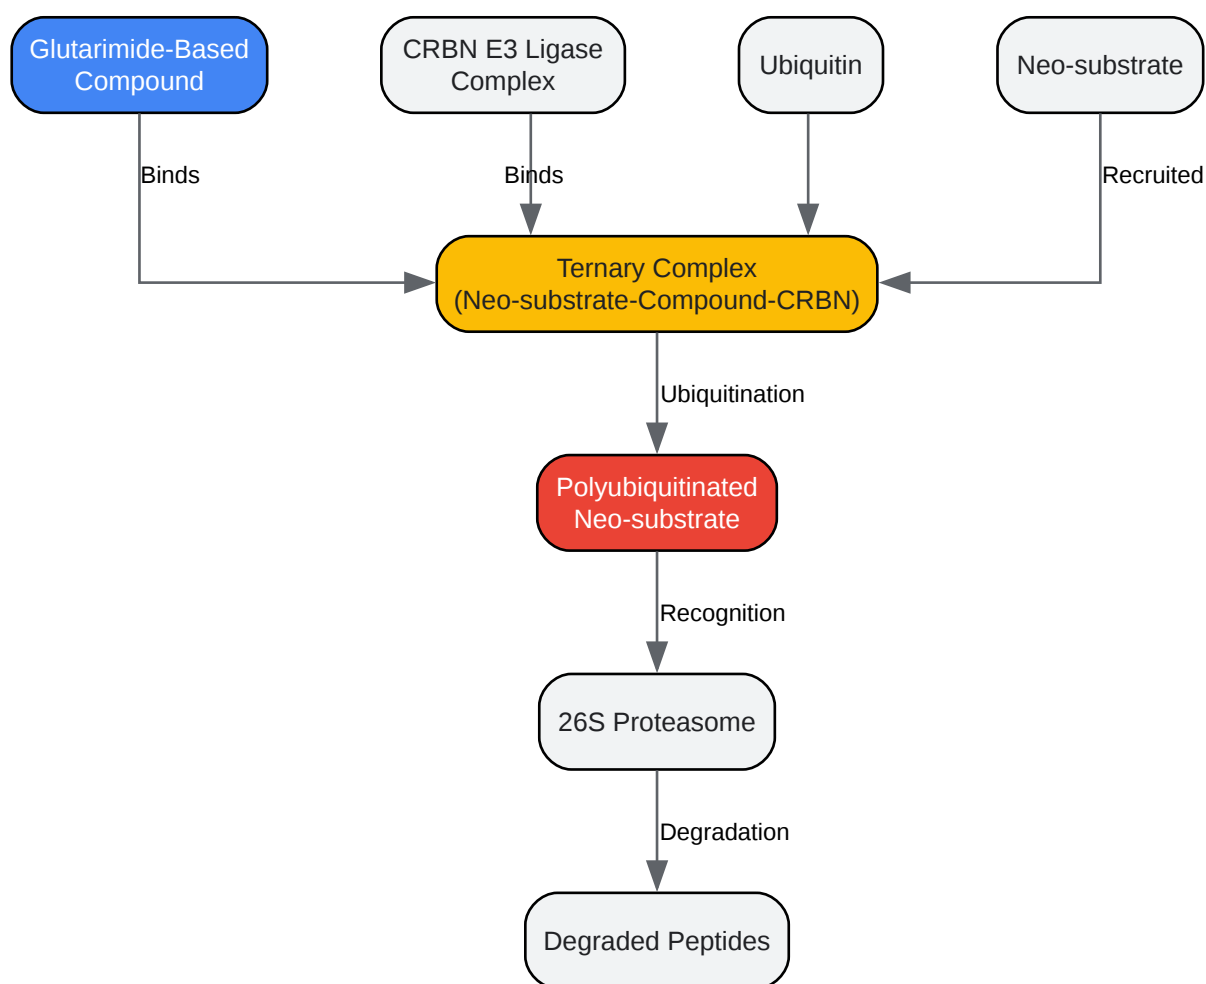 Glutarimide-Based
Compound
CRBN E3 Ligase
Complex
Ubiquitin
Neo-substrate
Binds
Binds
Recruited
Ternary Complex
(Neo-substrate-Compound-CRBN)
Ubiquitination
Polyubiquitinated
Neo-substrate
Recognition
26S Proteasome
Degradation
Degraded Peptides